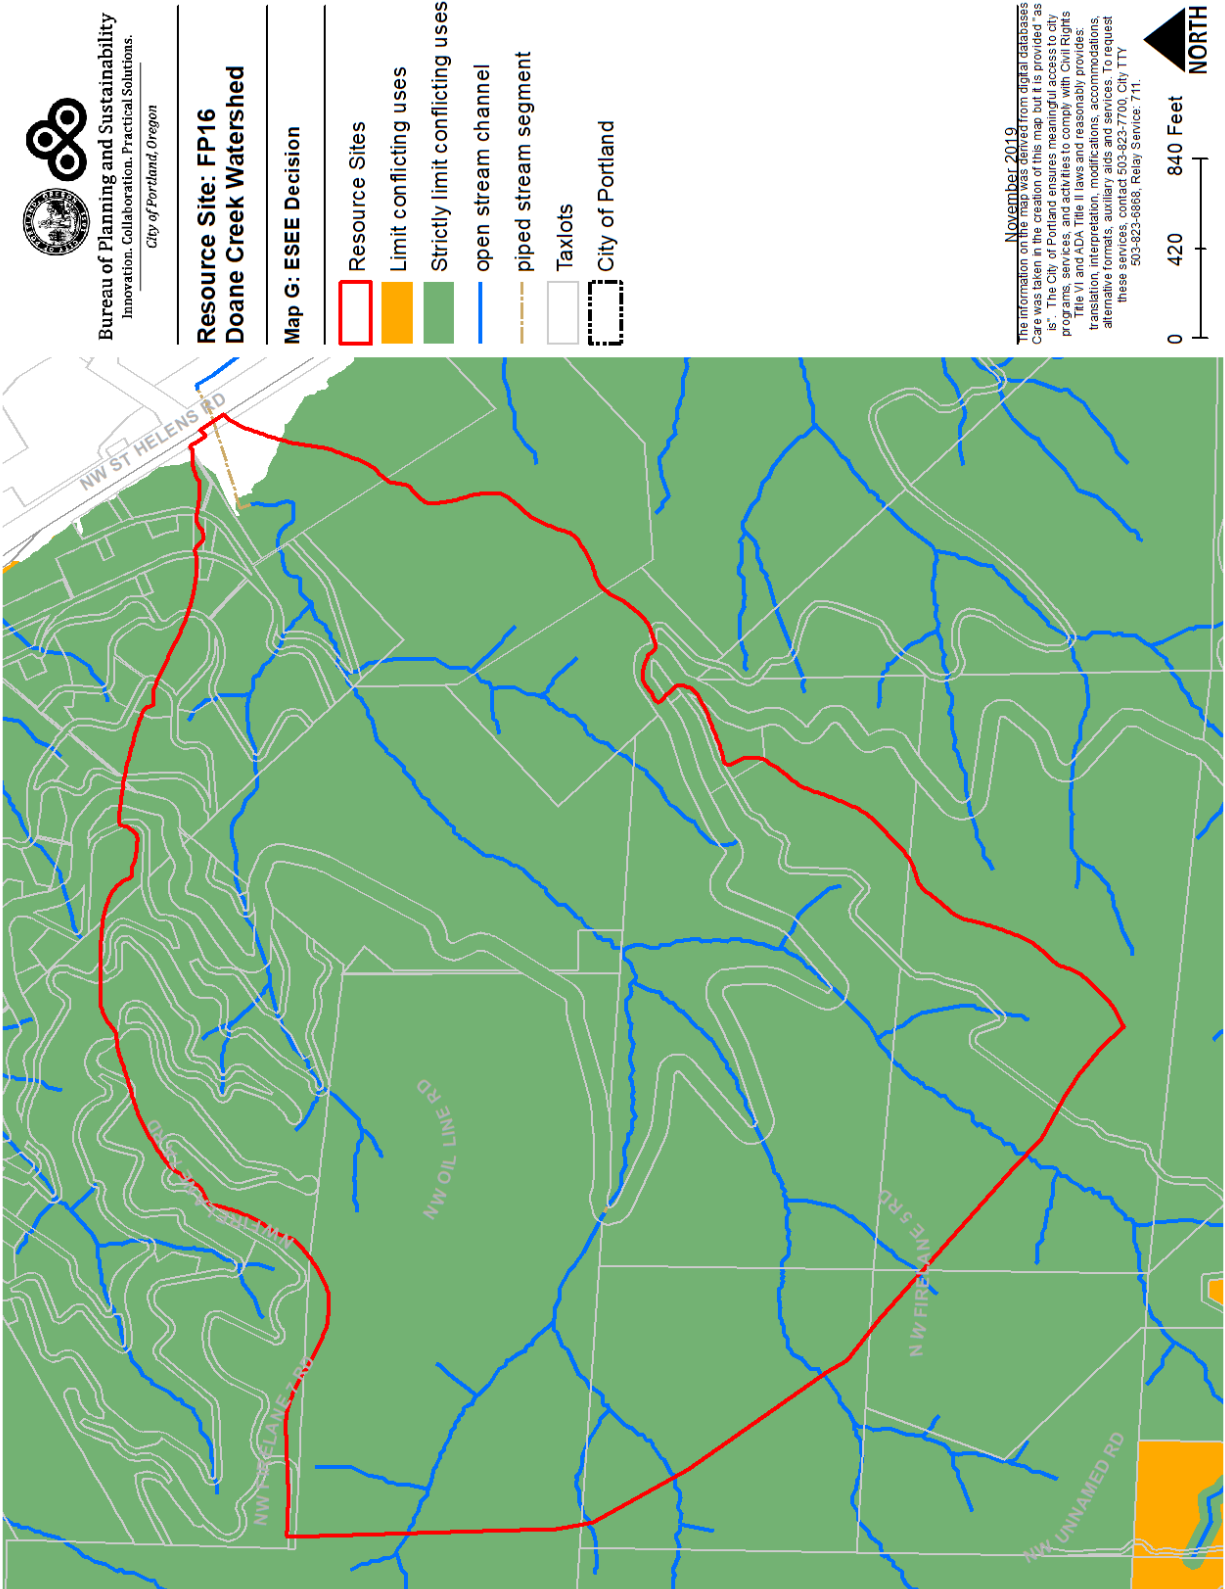 Bureau of Planning and Sustainability
Innovation. Collaboration. Practical Solutions.
City of Portland, Oregon
Resource Site: FP16
Doane Creek Watershed
Map G: ESEE Decision
Resource Sites
Limit conflicting uses
Strictly limit conflicting uses
open stream channel
piped stream segment
Taxlots
City of Portland
November 2019
The information on the map was derived from digital databases
Care was taken in the creation of this map but it is provided "as
is". The City of Portland ensures meaningful access to city
programs, services, and activities to comply with Civil Rights
Title VI and ADA Title II laws and reasonably provides:
translation, interpretation, modifications, accommodations,
alternative formats, auxiliary aids and services. To request
these services, contact 503-823-7700, City TTY
503-823-6868, Relay Service: 711.
0 420 840 Feet
NORTH
NW ST HELENS RD
NW OIL LINE RD
NW FIRELANE 7 RD
NW FIRELANE 5 RD
NW UNNAMED RD